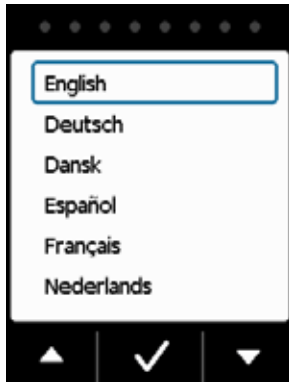 English
Deutsch
Dansk
Español
Français
Nederlands